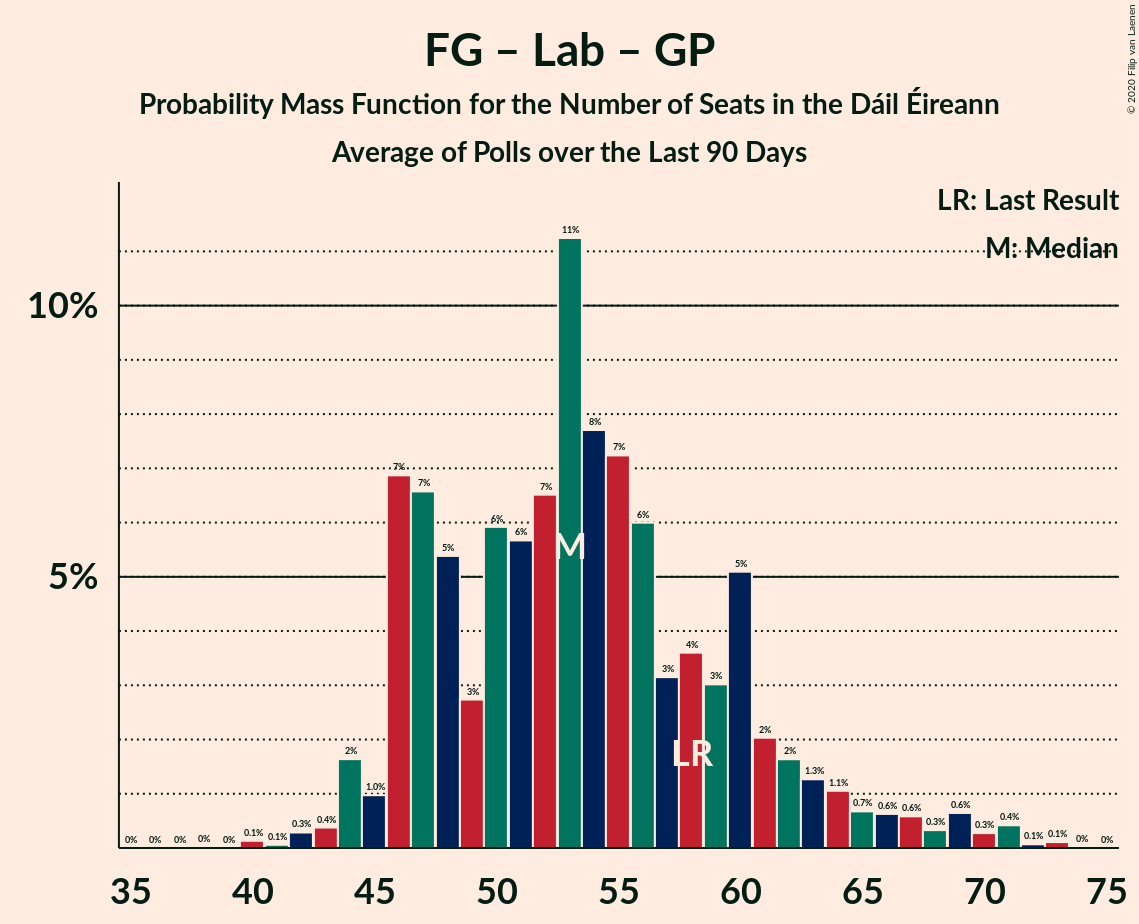 FG – Lab – GP
Probability Mass Function for the Number of Seats in the Dáil Éireann
Average of Polls over the Last 90 Days
© 2020 Filip van Laenen
LR: Last Result
M: Median
10%
5%
0% 0% 0% 0% 0% 0.1% 0.1% 0.3% 0.4% 2% 1.0% 7% 7% 5% 3% 6% 6% 7% 11% 8% 7% 6% 3% 4% 3% 5% 2% 2% 1.3% 1.1% 0.7% 0.6% 0.6% 0.3% 0.6% 0.3% 0.4% 0.1% 0.1% 0% 0%
M
LR
35 40 45 50 55 60 65 70 75